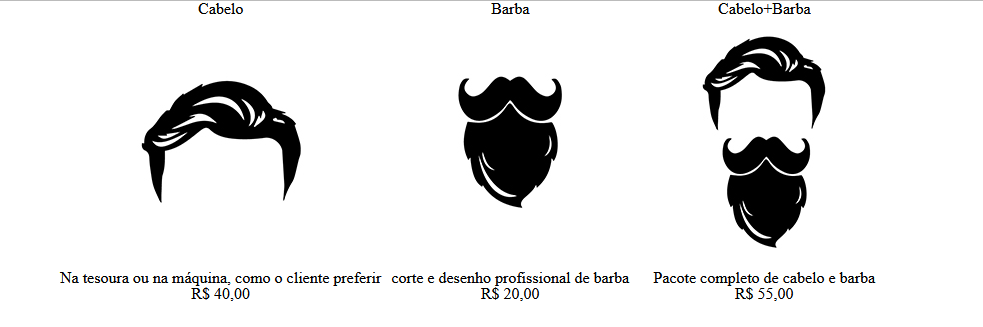 Cabelo
Na tesoura ou na máquina, como o cliente preferir
R$ 40,00
Barba
corte e desenho profissional de barba
R$ 20,00
Cabelo+Barba
Pacote completo de cabelo e barba
R$ 55,00